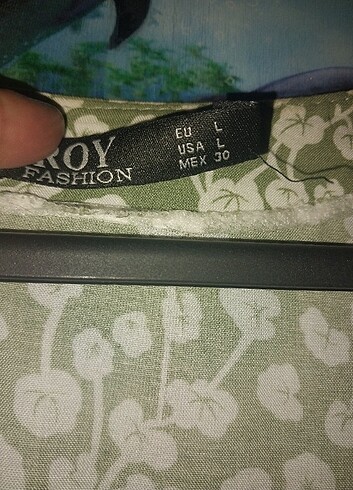 ROY
FASHION
EU L
USA L
MEX 30